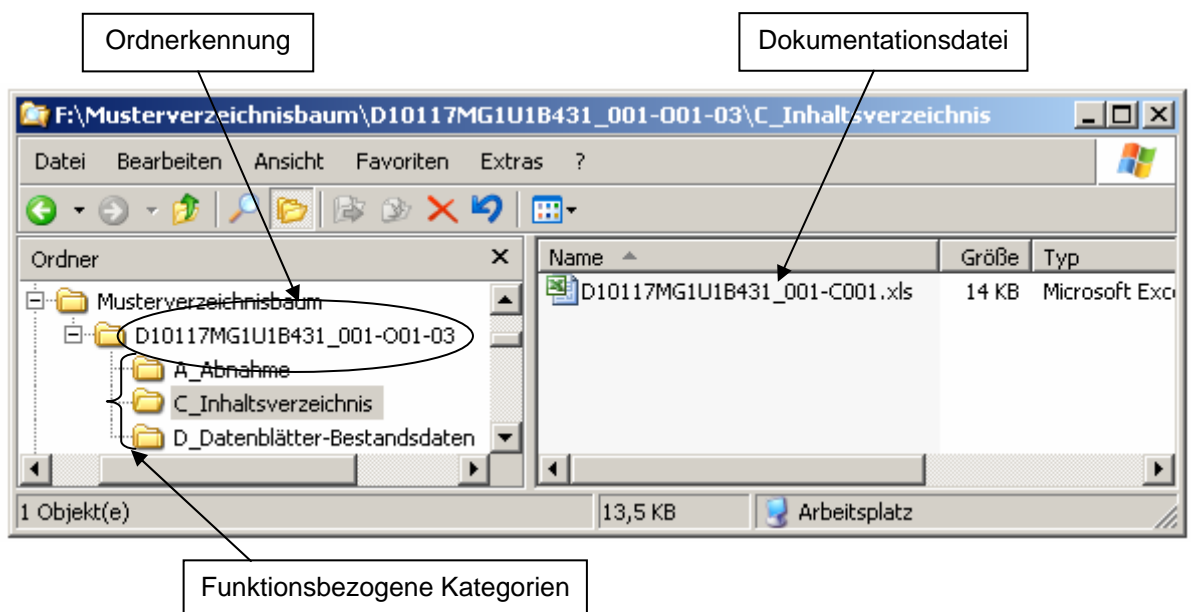 Ordnerkennung
Dokumentationsdatei
F:\Musterverzeichnisbaum\D10117MG1U1B431_001-O01-03\C_Inhaltsverzeichnis
Datei Bearbeiten Ansicht Favoriten Extras ?
Ordner
Name Größe Typ
Musterverzeichnisbaum
D10117MG1U1B431_001-C001.xls 14 KB Microsoft Exc
D10117MG1U1B431_001-O01-03
A_Abnahme
C_Inhaltsverzeichnis
D_Datenblätter-Bestandsdaten
1 Objekt(e) 13,5 KB Arbeitsplatz
Funktionsbezogene Kategorien